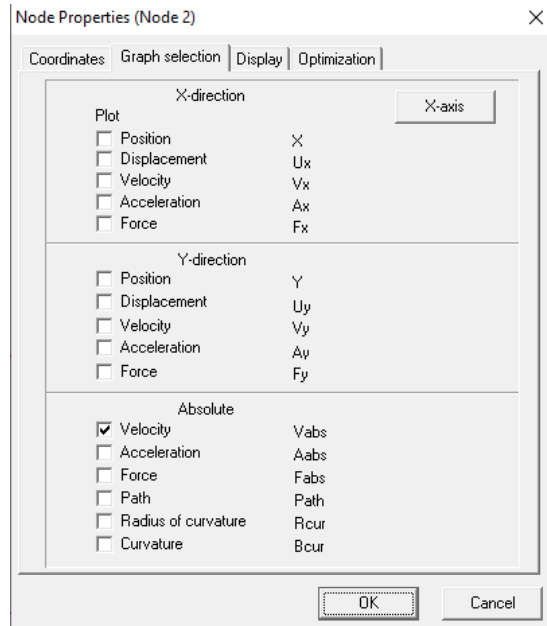 Node Properties (Node 2)
Coordinates Graph selection Display Optimization
X-direction
X-axis
Plot
Position X
Displacement Ux
Velocity Vx
Acceleration Ax
Force Fx
Y-direction
Position Y
Displacement Uy
Velocity Vy
Acceleration Ay
Force Fy
Absolute
Velocity Vabs
Acceleration Aabs
Force Fabs
Path Path
Radius of curvature Rcur
Curvature Bcur
OK Cancel